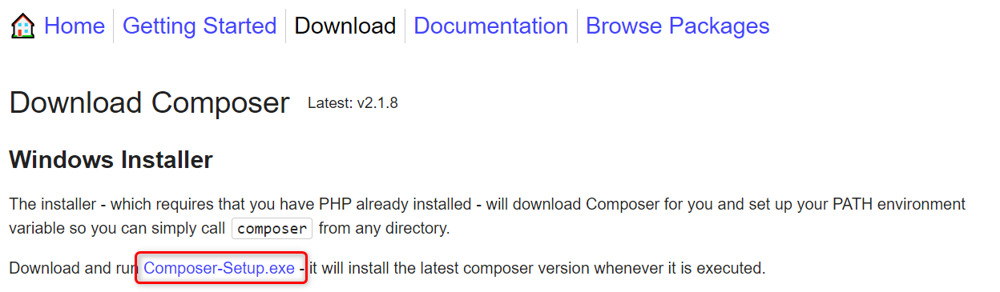 Home Getting Started Download Documentation Browse Packages
Download Composer Latest: v2.1.8
Windows Installer
The installer - which requires that you have PHP already installed - will download Composer for you and set up your PATH environment
variable so you can simply call composer from any directory.
Download and run Composer-Setup.exe - it will install the latest composer version whenever it is executed.